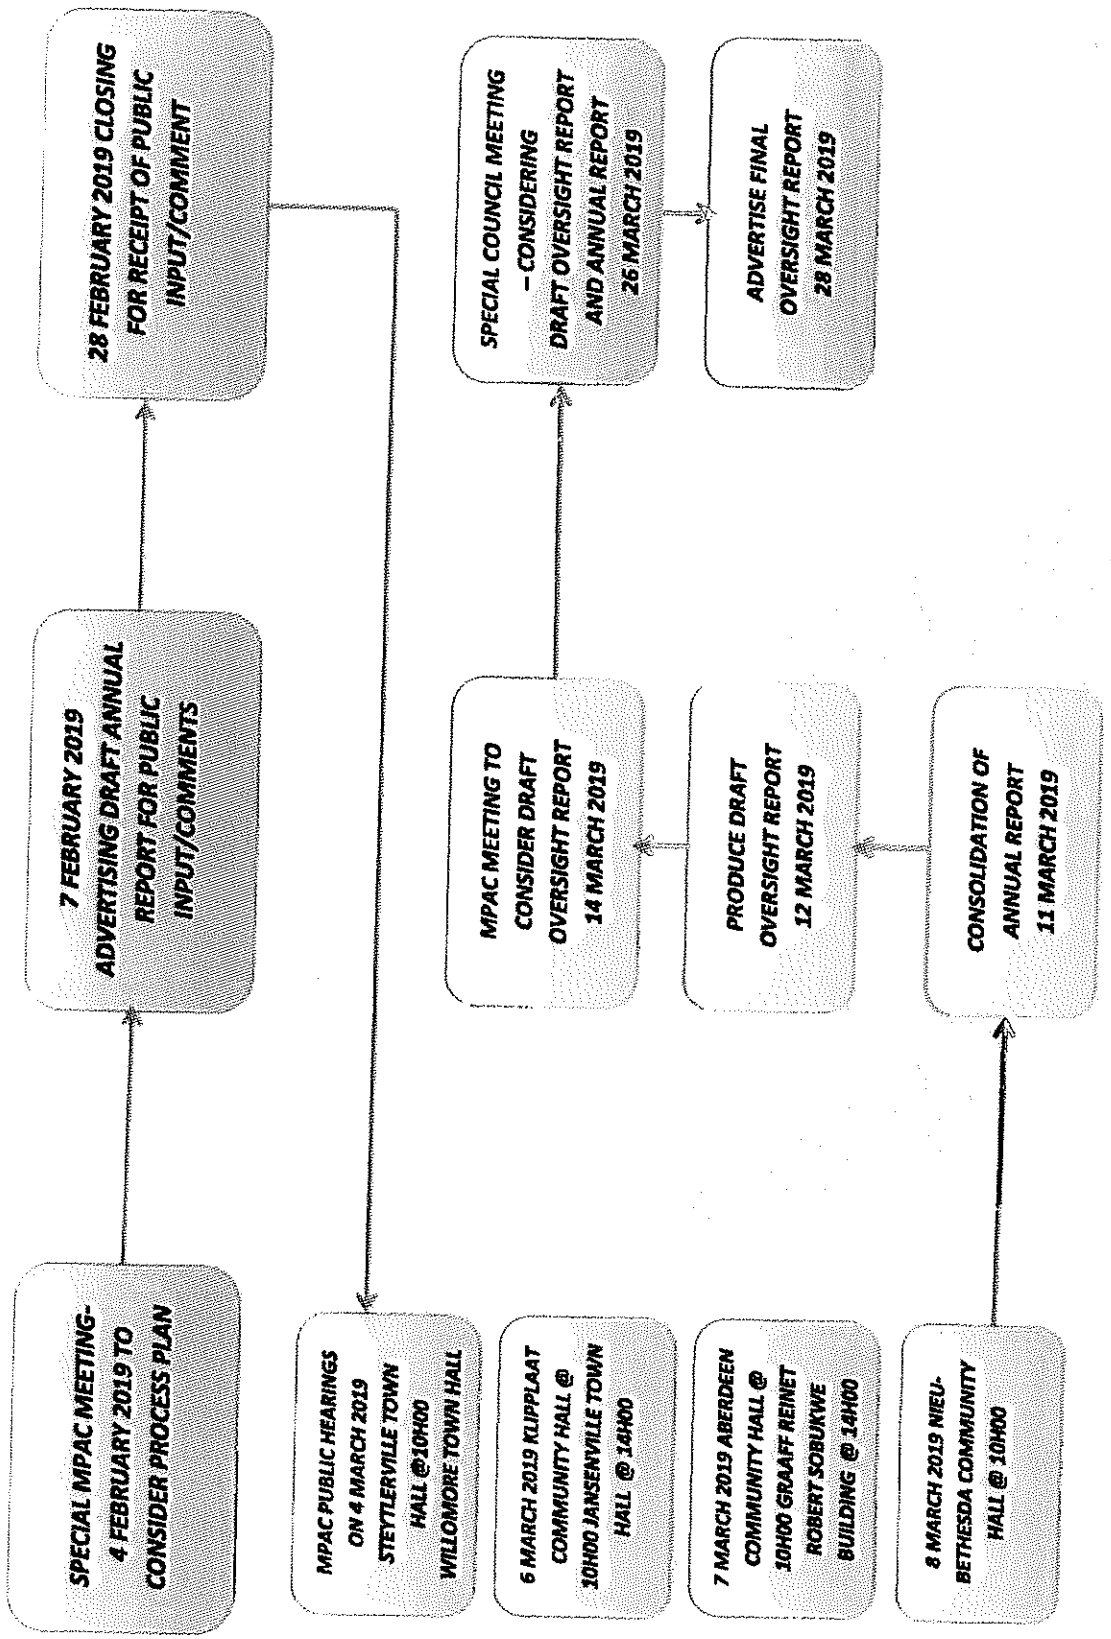 SPECIAL MPAC MEETING-
4 FEBRUARY 2019 TO
CONSIDER PROCESS PLAN
7 FEBRUARY 2019
ADVERTISING DRAFT ANNUAL
REPORT FOR PUBLIC
INPUT/COMMENTS
28 FEBRUARY 2019 CLOSING
FOR RECEIPT OF PUBLIC
INPUT/COMMENT
MPAC PUBLIC HEARINGS
ON 4 MARCH 2019
STEYTLERVILLE TOWN
HALL @10H00
WILLOMORE TOWN HALL
6 MARCH 2019 KLIPPLAAT
COMMUNITY HALL @
10H00 JANSENVILLE TOWN
HALL @ 14H00
7 MARCH 2019 ABERDEEN
COMMUNITY HALL @
10H00 GRAAFF REINET
ROBERT SOBUKWE
BUILDING @ 14H00
8 MARCH 2019 NIEU-
BETHESDA COMMUNITY
HALL @ 10H00
CONSOLIDATION OF
ANNUAL REPORT
11 MARCH 2019
PRODUCE DRAFT
OVERSIGHT REPORT
12 MARCH 2019
MPAC MEETING TO
CONSIDER DRAFT
OVERSIGHT REPORT
14 MARCH 2019
SPECIAL COUNCIL MEETING
– CONSIDERING
DRAFT OVERSIGHT REPORT
AND ANNUAL REPORT
26 MARCH 2019
ADVERTISE FINAL
OVERSIGHT REPORT
28 MARCH 2019